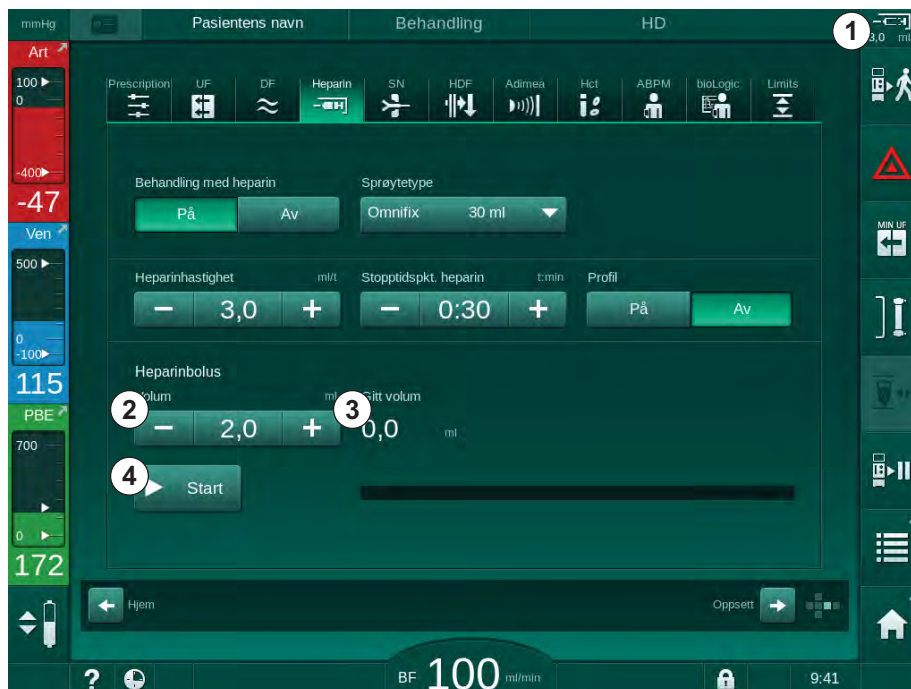 mmHg Pasientens navn Behandling HD
1
3,0 ml
Art
100
0
-400
-47
Ven
500
0
-100
115
PBE
700
0
172
Prescription UF DF Heparin SN HDF Adimea Hct ABPM bioLogic Limits
Behandling med heparin Sprøytetype
På Av Omnifix 30 ml
Heparinhastighet ml/t Stopptidspkt. heparin t:min Profil
− 3,0 + − 0:30 + På Av
Heparinbolus
Volum ml Gitt volum
2 3
− 2,0 + 0,0 ml
4
Start
Hjem Oppsett
MIN UF
? BF 100 ml/min 9:41